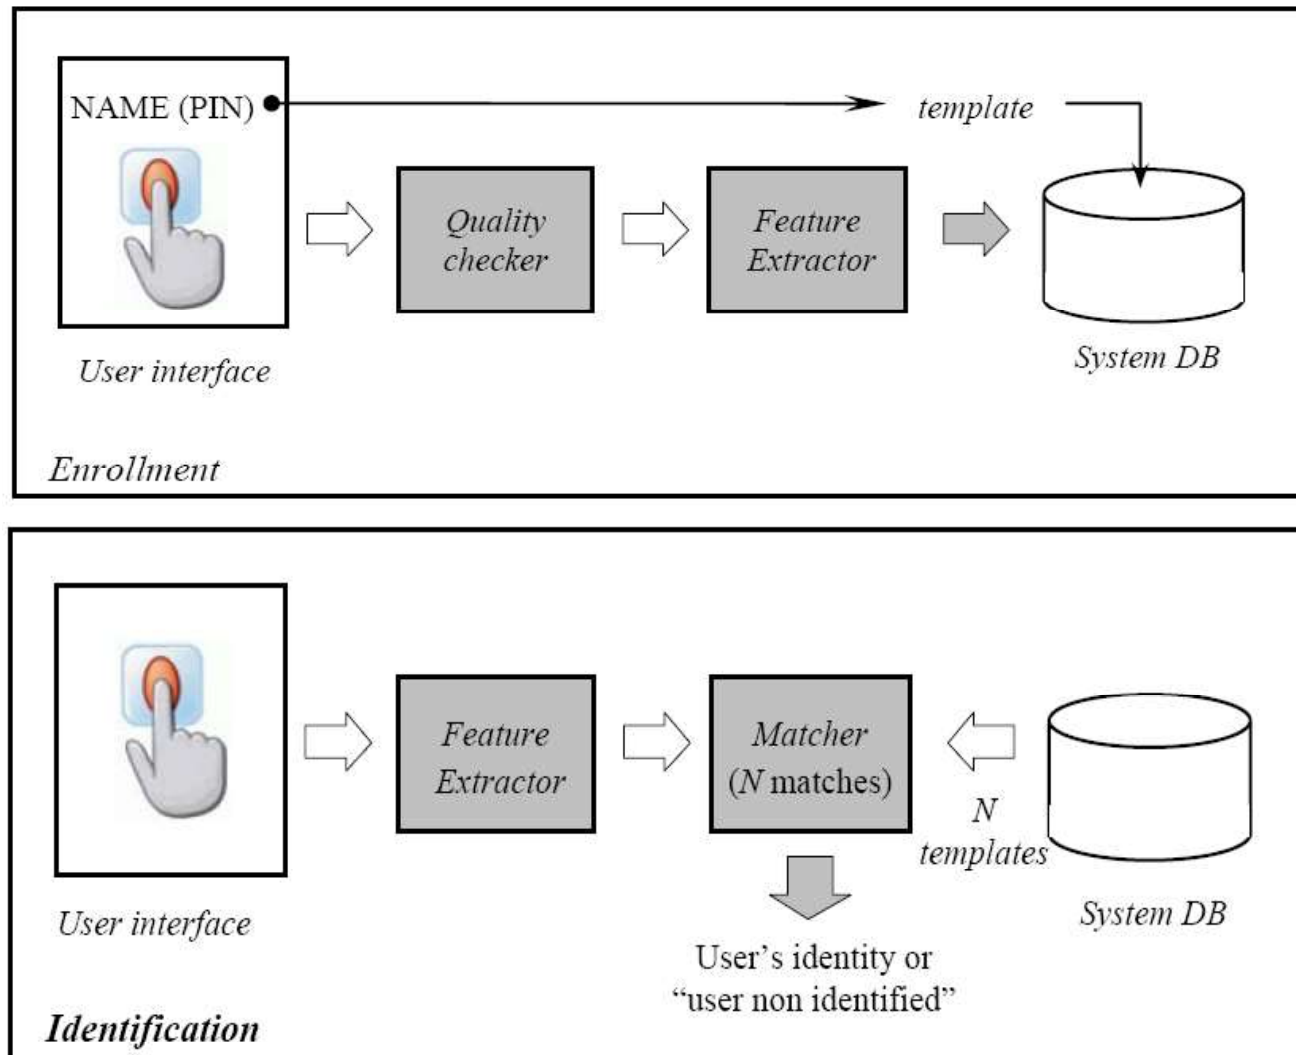 NAME (PIN)
template
Quality
checker
Feature
Extractor
User interface
System DB
Enrollment
Feature
Extractor
Matcher
(N matches)
N
templates
User interface
System DB
User's identity or
“user non identified”
Identification